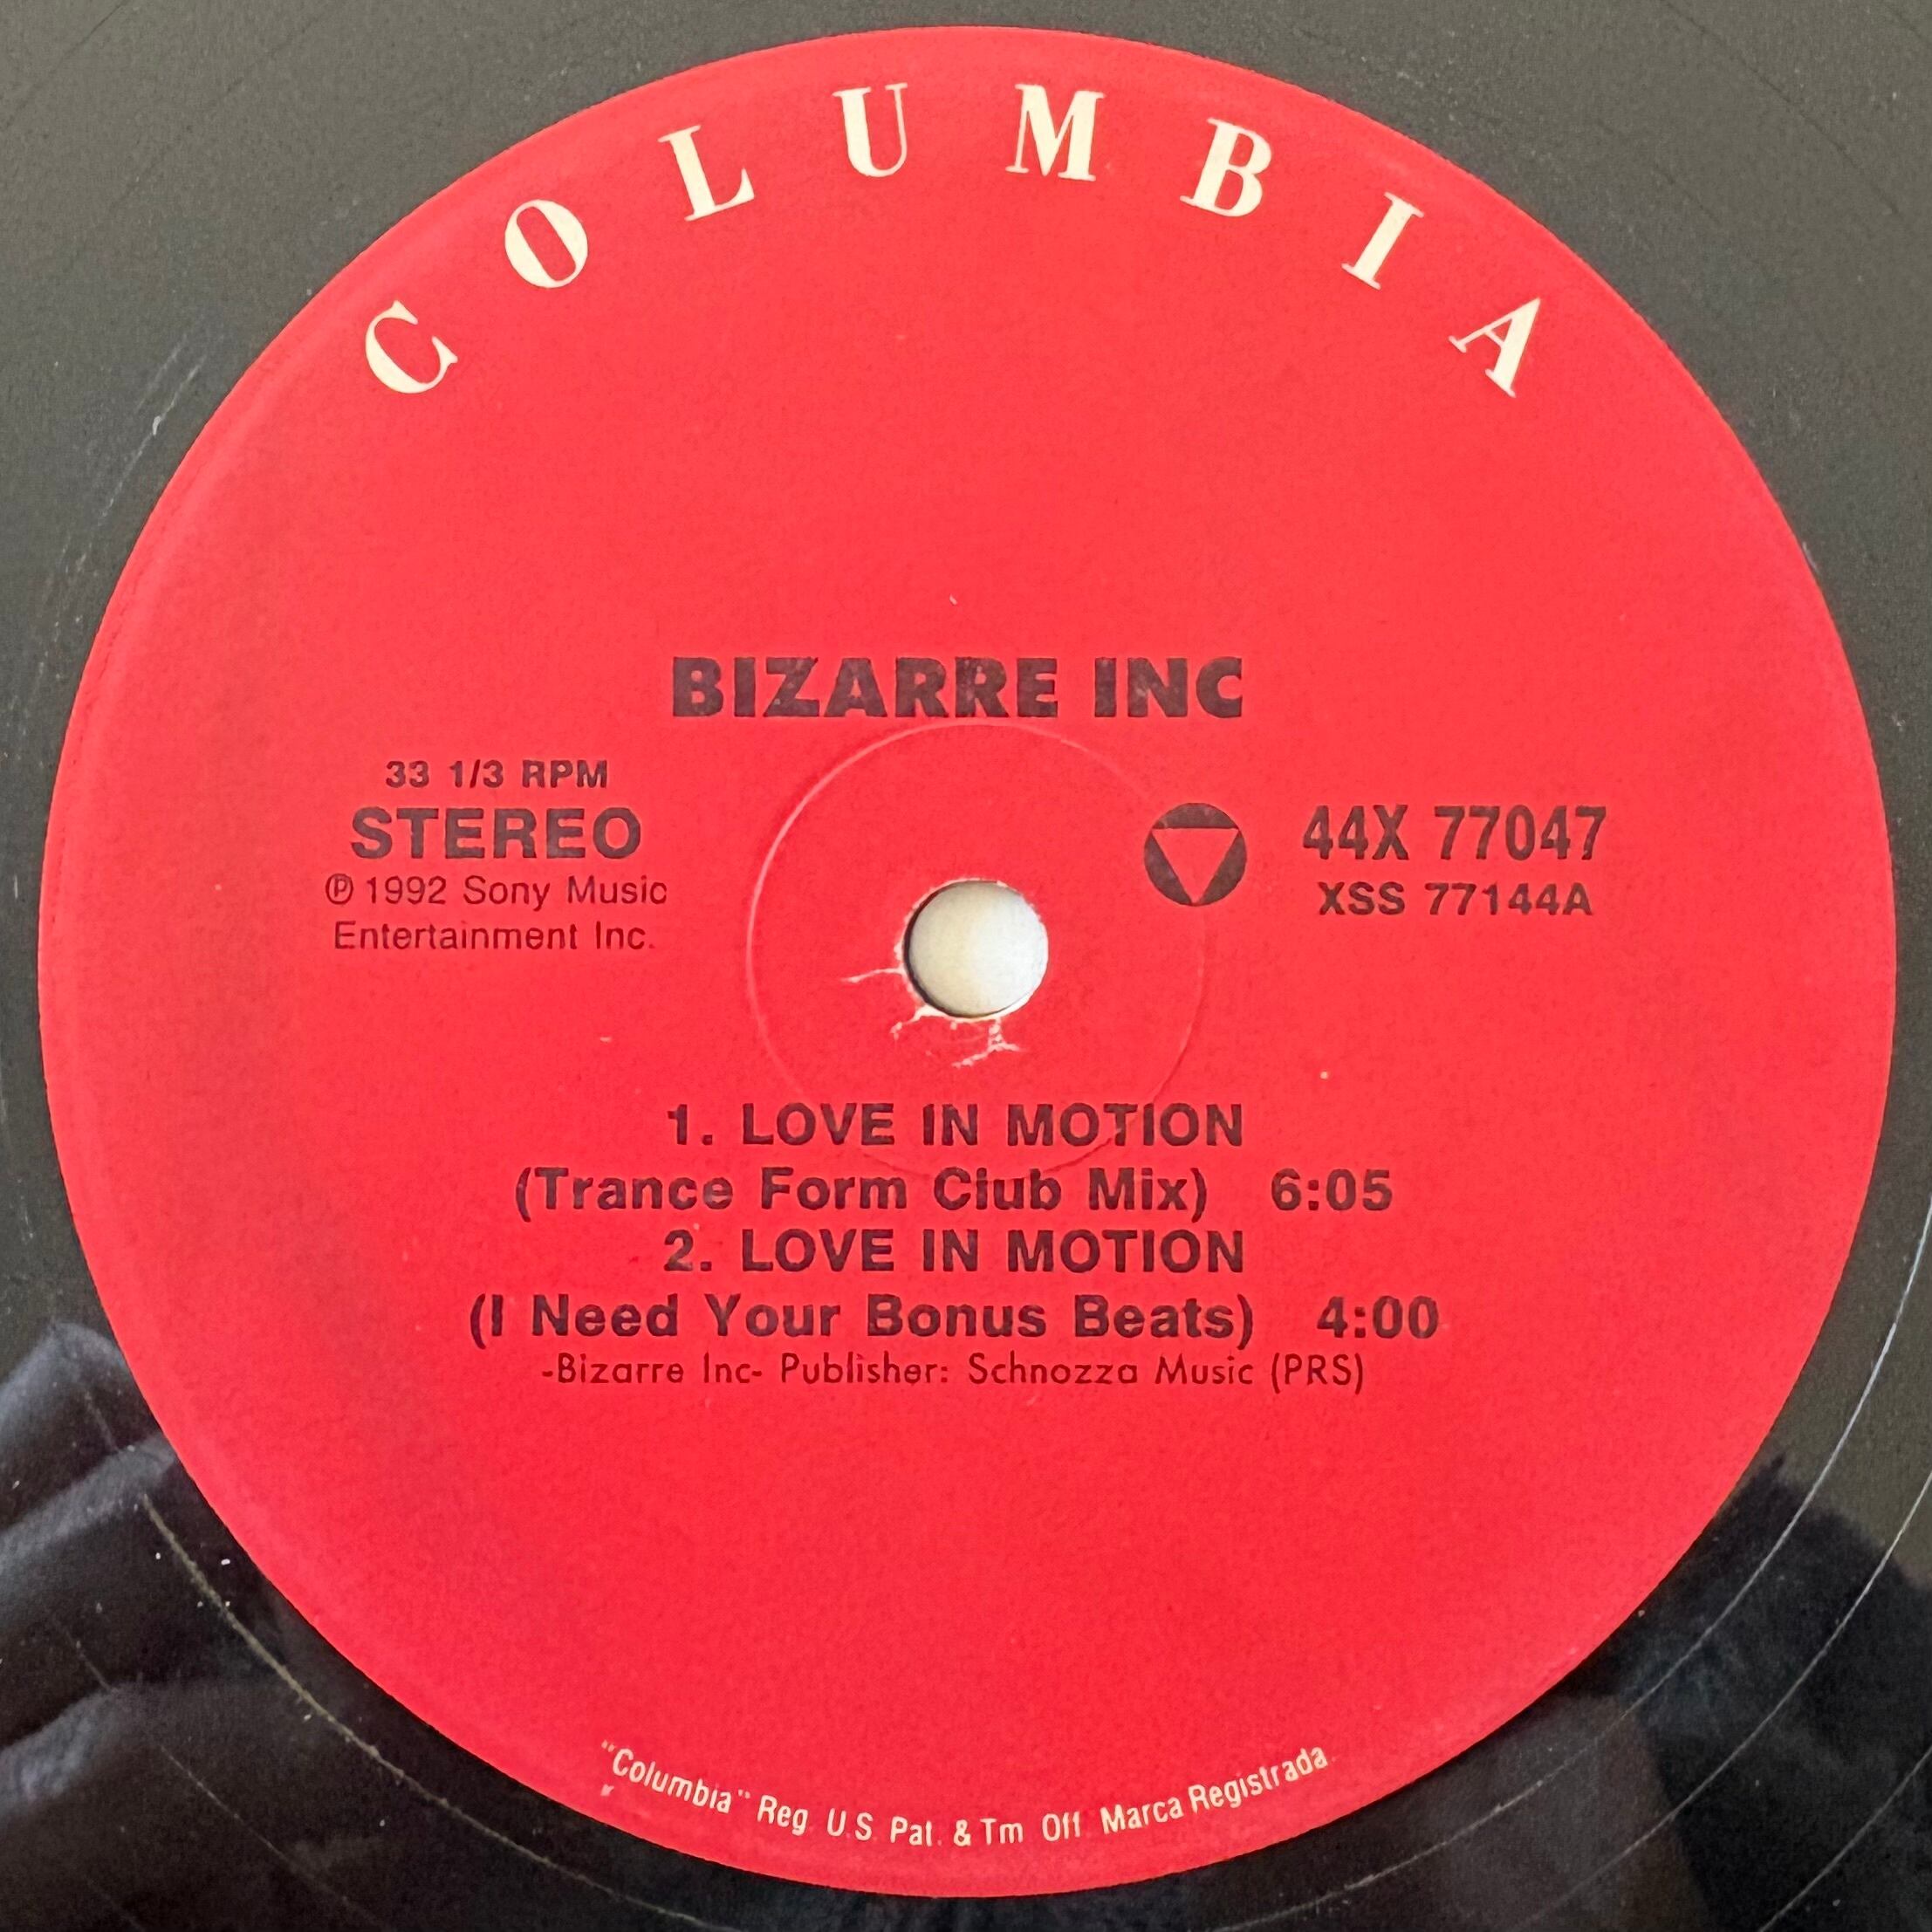 COLUMBIA
BIZARRE INC
33 1/3 RPM
STEREO
℗ 1992 Sony Music
Entertainment Inc.
44X 77047
XSS 77144A
1. LOVE IN MOTION
(Trance Form Club Mix) 6:05
2. LOVE IN MOTION
(I Need Your Bonus Beats) 4:00
-Bizarre Inc- Publisher: Schnozza Music (PRS)
"Columbia" Reg. U.S. Pat. & Tm Off. Marca Registrada.